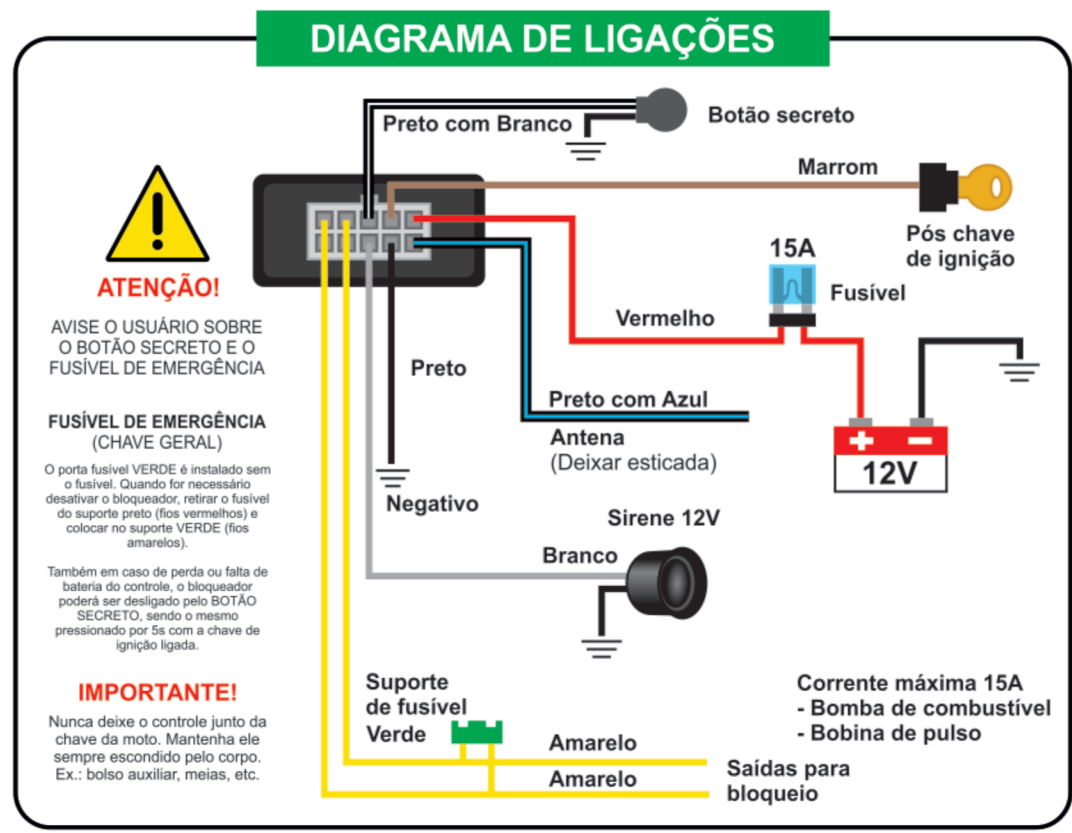 DIAGRAMA DE LIGAÇÕES
Preto com Branco
Botão secreto
Marrom
Pós chave
de ignição
15A
Fusível
Vermelho
ATENÇÃO!
AVISE O USUÁRIO SOBRE
O BOTÃO SECRETO E O
FUSÍVEL DE EMERGÊNCIA
Preto
Preto com Azul
Antena
(Deixar esticada)
FUSÍVEL DE EMERGÊNCIA
(CHAVE GERAL)
O porta fusível VERDE é instalado sem
o fusível. Quando for necessário
desativar o bloqueador, retirar o fusível
do suporte preto (fios vermelhos) e
colocar no suporte VERDE (fios
amarelos).
+ −
12V
Negativo
Sirene 12V
Branco
Também em caso de perda ou falta de
bateria do controle, o bloqueador
poderá ser desligado pelo BOTÃO
SECRETO, sendo o mesmo
pressionado por 5s com a chave de
ignição ligada.
IMPORTANTE!
Nunca deixe o controle junto da
chave da moto. Mantenha ele
sempre escondido pelo corpo.
Ex.: bolso auxiliar, meias, etc.
Suporte
de fusível
Verde
Amarelo
Amarelo
Saídas para
bloqueio
Corrente máxima 15A
- Bomba de combustível
- Bobina de pulso